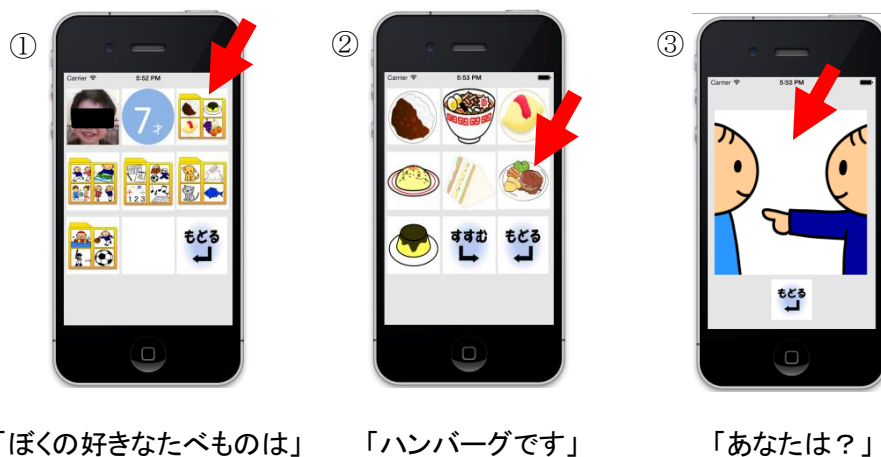 ①
②
③
Carrier 5:52 PM
Carrier 5:53 PM
Carrier 5:53 PM
7才
123
もどる
すすむ
もどる
もどる
「ぼくの好きなたべものは」
「ハンバーグです」
「あなたは?」